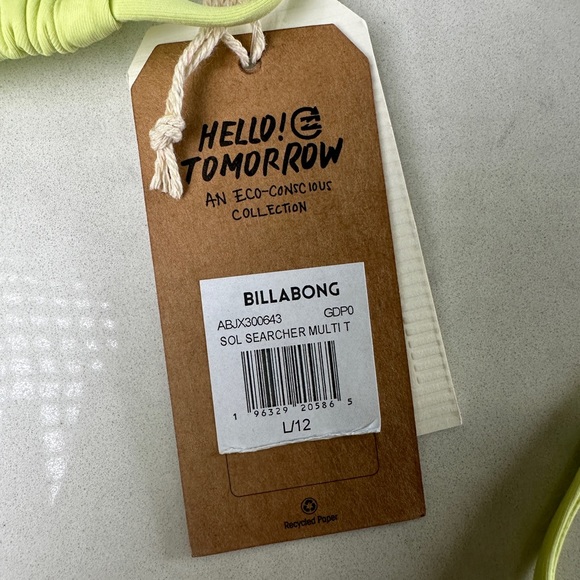 HELLO!
TOMORROW
AN ECO-CONSCIOUS
COLLECTION
BILLABONG
ABJX300643 GDP0
SOL SEARCHER MULTI T
1 96329 20586 5
L/12
Recycled Paper